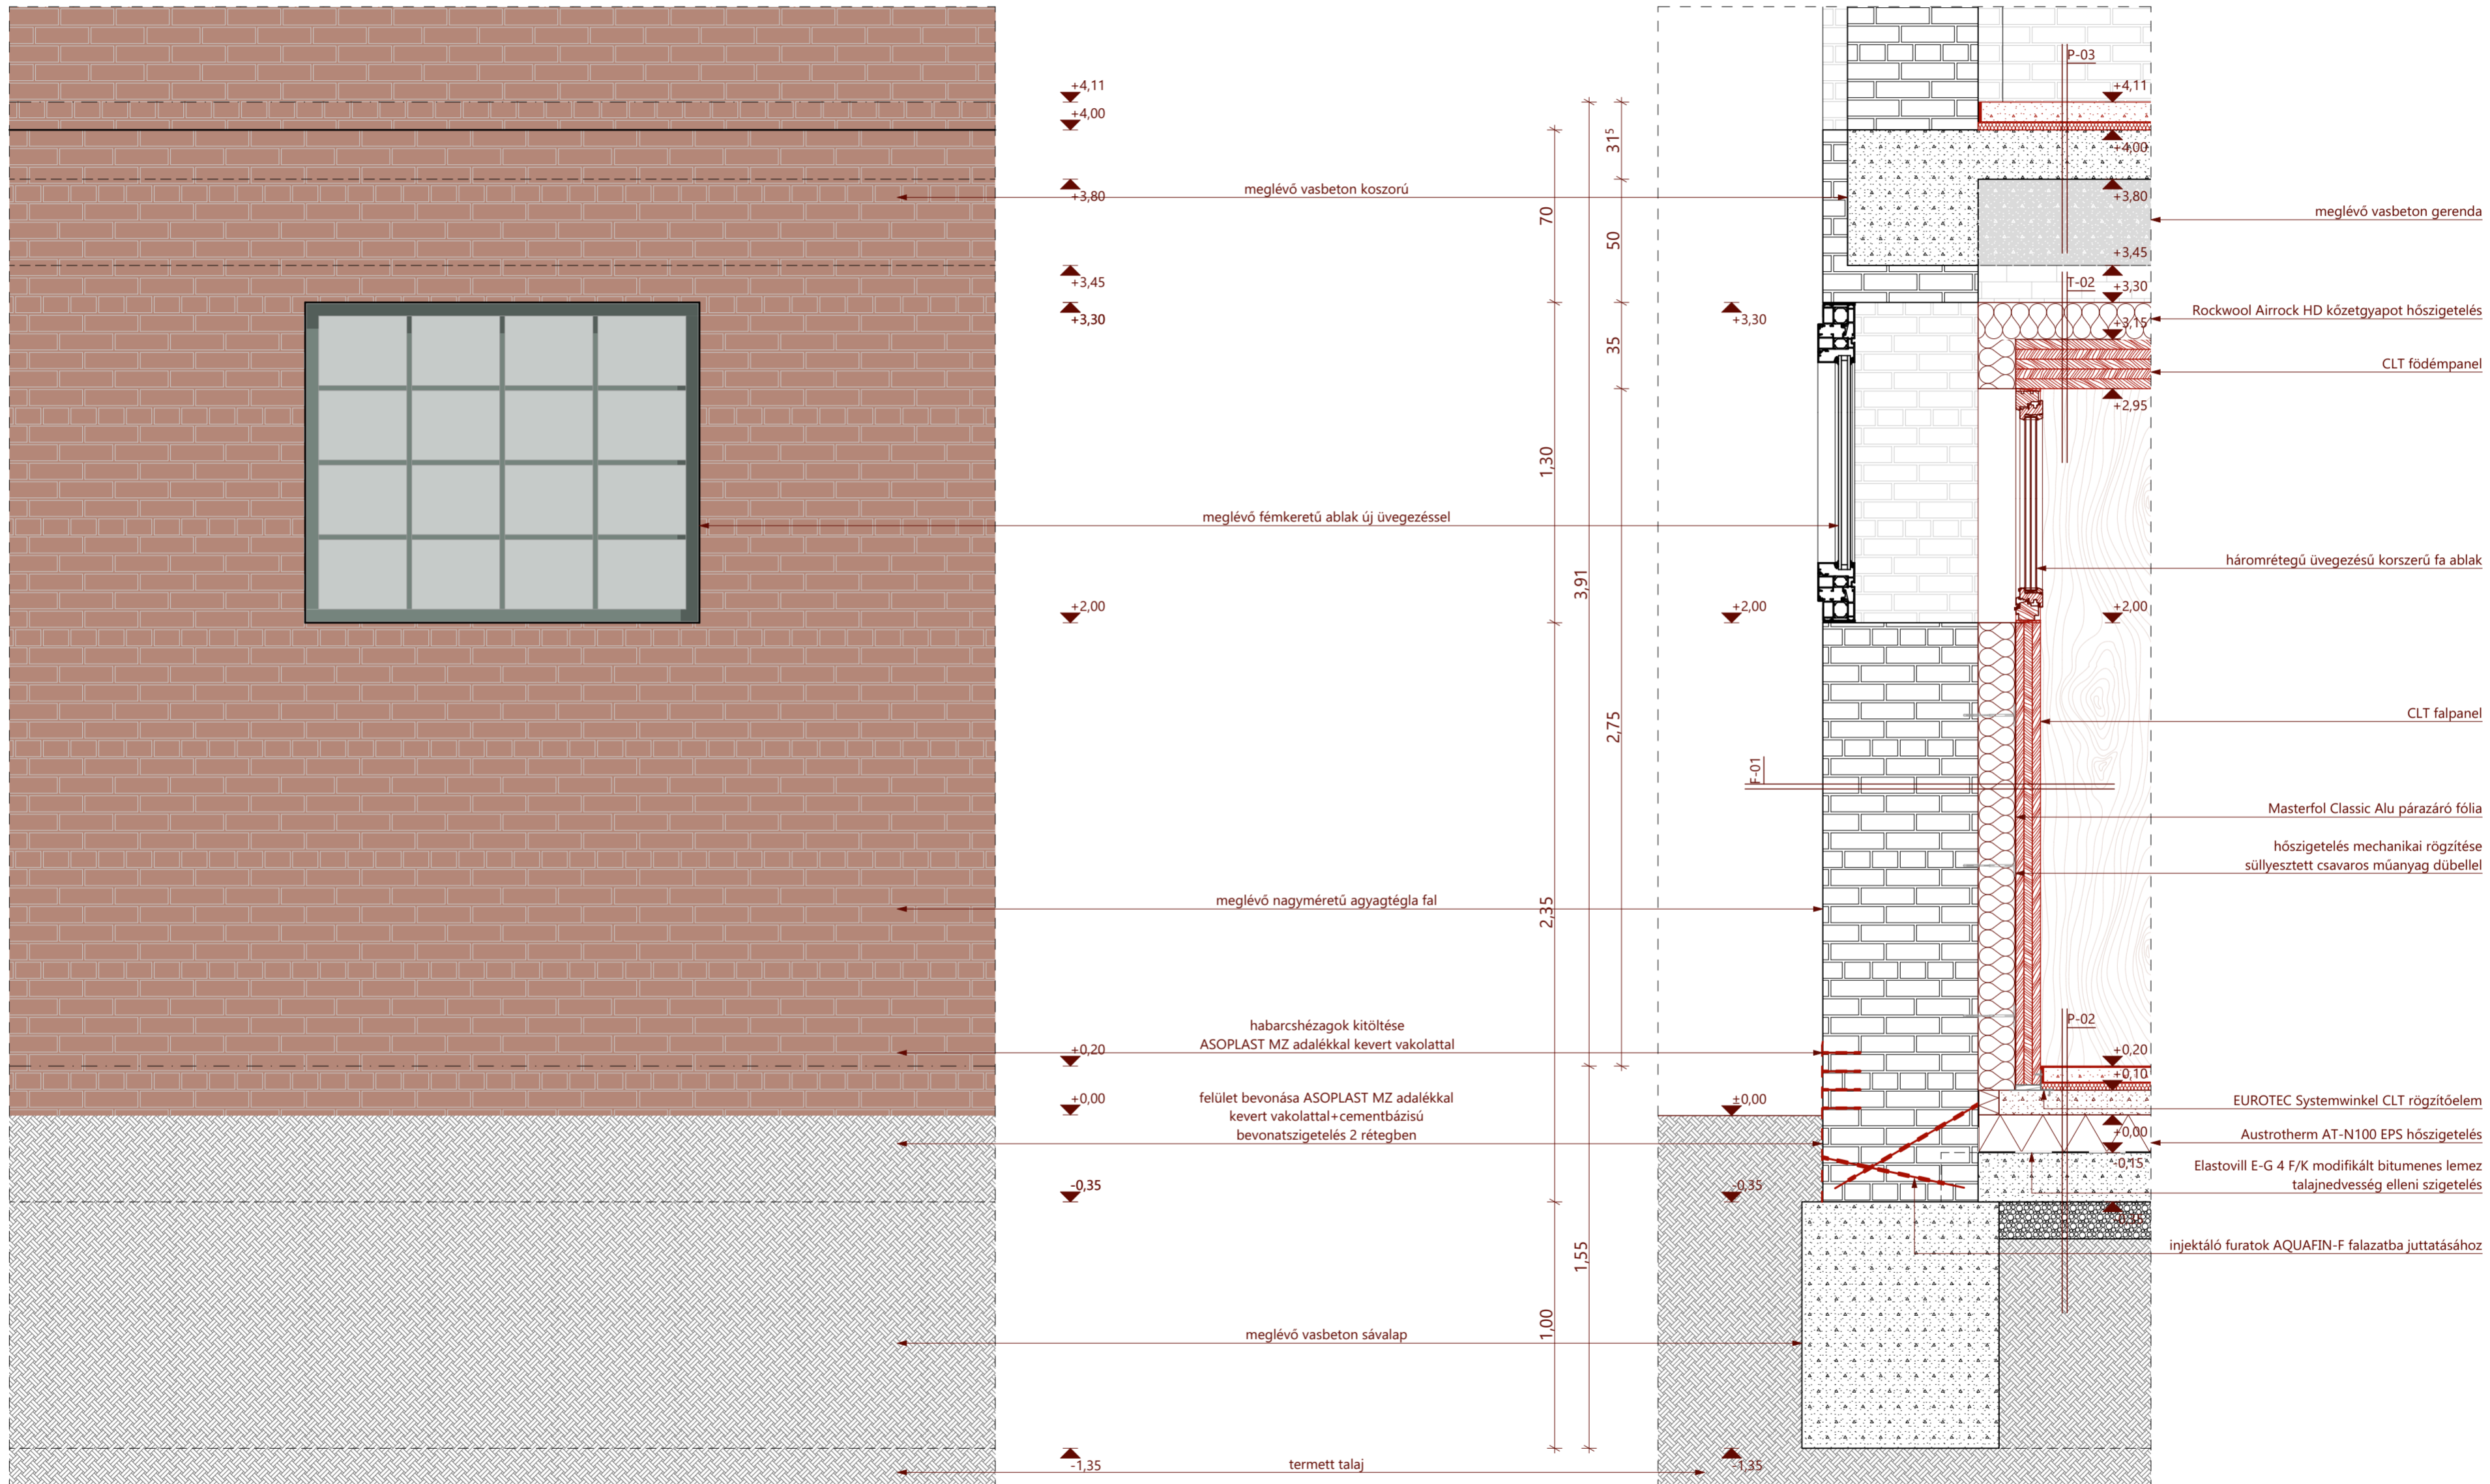 +4,11
+4,00
+3,80
+3,45
+3,30
+2,00
+0,20
+0,00
-0,35
-1,35
meglévő vasbeton koszorú
meglévő fémkeretű ablak új üvegezéssel
meglévő nagyméretű agyagtégla fal
habarcshézagok kitöltése
ASOPLAST MZ adalékkal kevert vakolattal
felület bevonása ASOPLAST MZ adalékkal
kevert vakolattal+cementbázisú
bevonatszigetelés 2 rétegben
meglévő vasbeton sávalap
termett talaj
70
1,30
2,35
1,00
3,91
1,55
31⁵
50
35
2,75
+3,30
+2,00
±0,00
-0,35
-1,35
F-01
P-03
+4,11
+4,00
+3,80
+3,45
T-02
+3,30
+3,15
+2,95
+2,00
P-02
+0,20
+0,10
+0,00
-0,15
meglévő vasbeton gerenda
Rockwool Airrock HD kőzetgyapot hőszigetelés
CLT födémpanel
háromrétegű üvegezésű korszerű fa ablak
CLT falpanel
Masterfol Classic Alu párazáró fólia
hőszigetelés mechanikai rögzítése
süllyesztett csavaros műanyag dübellel
EUROTEC Systemwinkel CLT rögzítőelem
Austrotherm AT-N100 EPS hőszigetelés
Elastovill E-G 4 F/K modifikált bitumenes lemez
talajnedvesség elleni szigetelés
injektáló furatok AQUAFIN-F falazatba juttatásához